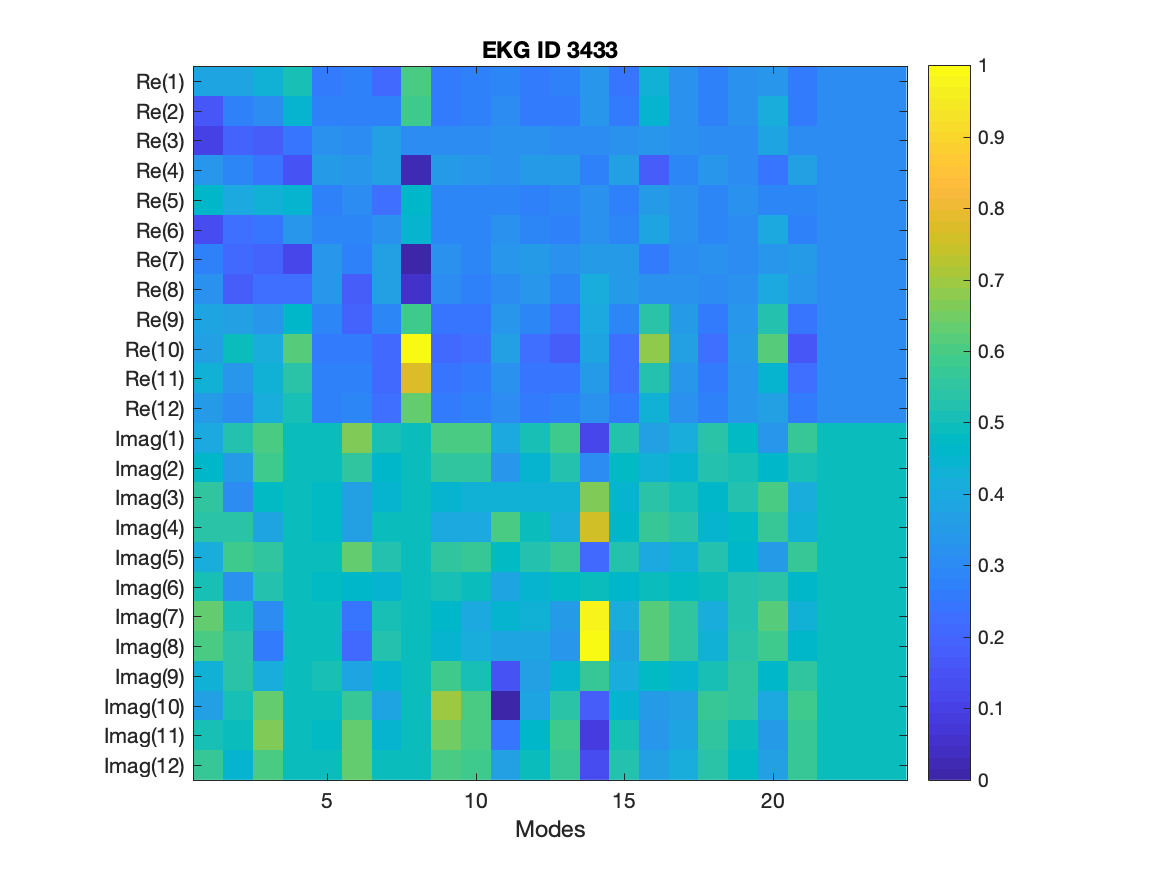 EKG ID 3433
Re(1)
Re(2)
Re(3)
Re(4)
Re(5)
Re(6)
Re(7)
Re(8)
Re(9)
Re(10)
Re(11)
Re(12)
Imag(1)
Imag(2)
Imag(3)
Imag(4)
Imag(5)
Imag(6)
Imag(7)
Imag(8)
Imag(9)
Imag(10)
Imag(11)
Imag(12)
5 10 15 20
Modes
1
0.9
0.8
0.7
0.6
0.5
0.4
0.3
0.2
0.1
0